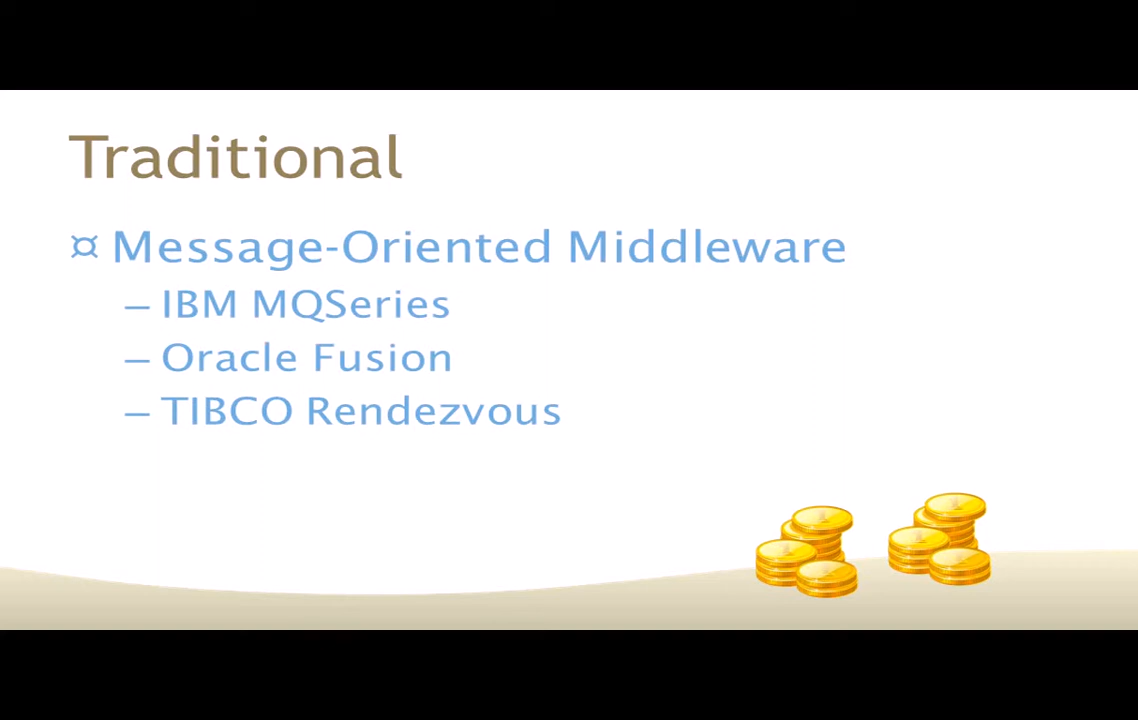 Traditional
¤ Message-Oriented Middleware
– IBM MQSeries
– Oracle Fusion
– TIBCO Rendezvous